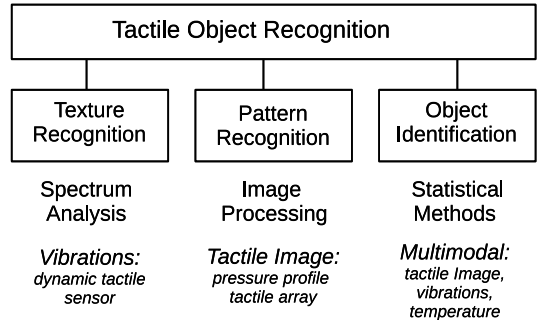 Tactile Object Recognition
Texture
Recognition
Pattern
Recognition
Object
Identification
Spectrum
Analysis
Image
Processing
Statistical
Methods
Vibrations:
dynamic tactile
sensor
Tactile Image:
pressure profile
tactile array
Multimodal:
tactile Image,
vibrations,
temperature